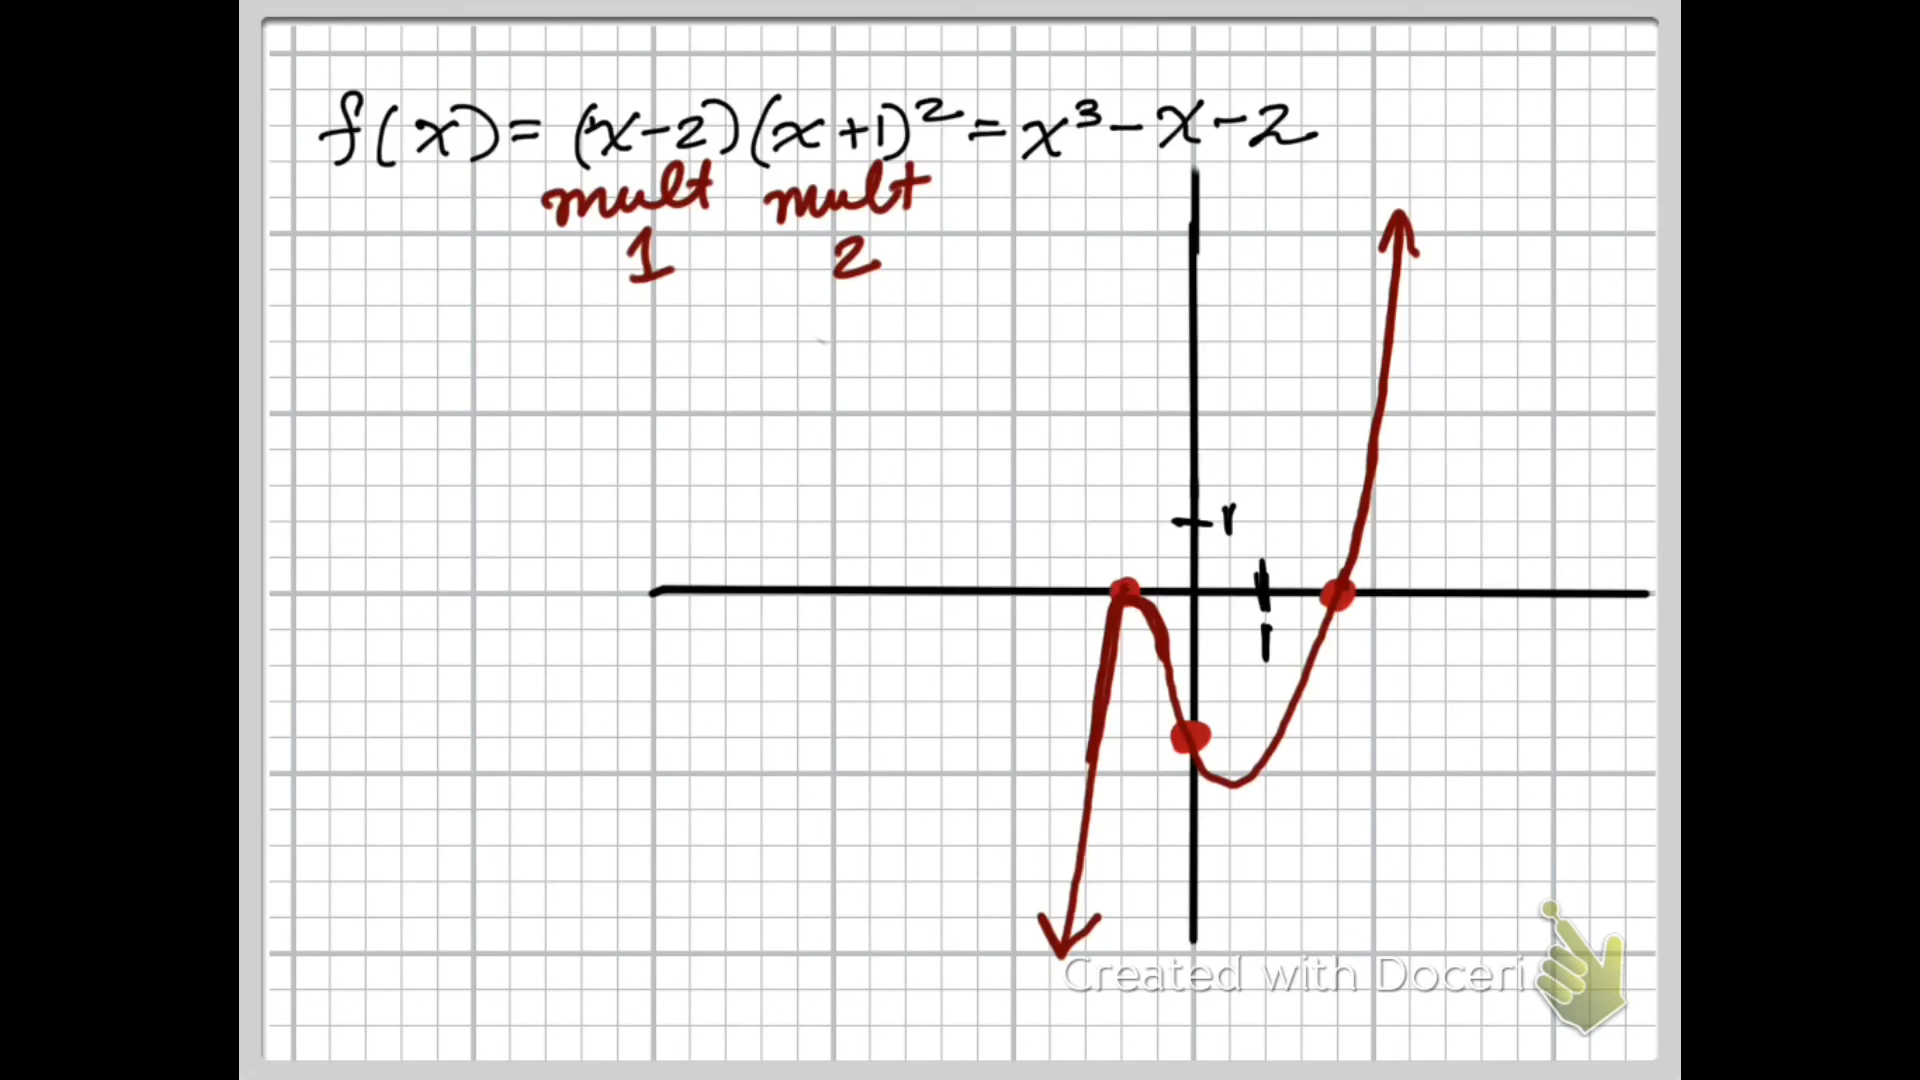 f(x) = (x-2)(x+1)² = x³-x-2
mult mult
1 2
1
1
Created with Doceri